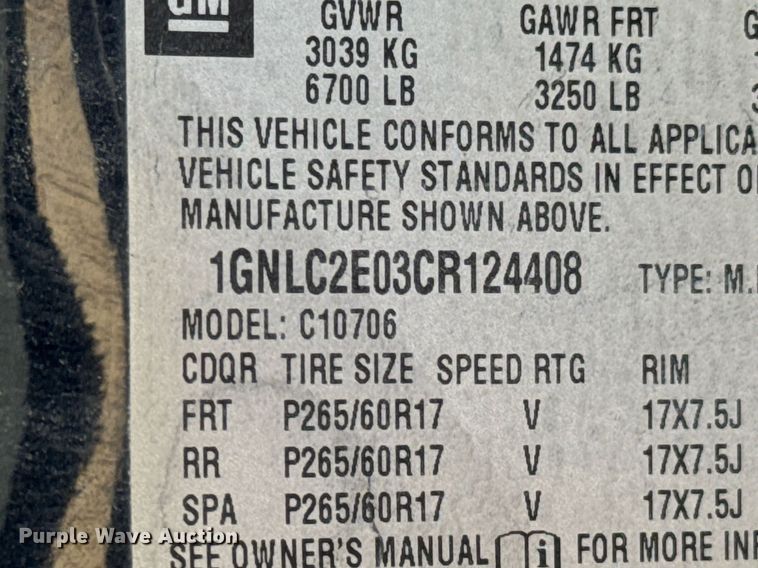 GM GVWR GAWR FRT G
3039 KG 1474 KG
6700 LB 3250 LB
THIS VEHICLE CONFORMS TO ALL APPLICA
VEHICLE SAFETY STANDARDS IN EFFECT O
MANUFACTURE SHOWN ABOVE.
1GNLC2E03CR124408 TYPE: M.
MODEL: C10706
CDQR TIRE SIZE SPEED RTG RIM
FRT P265/60R17 V 17X7.5J
RR P265/60R17 V 17X7.5J
SPA P265/60R17 V 17X7.5J
Purple Wave Auction
SEE OWNER'S MANUAL i FOR MORE INF